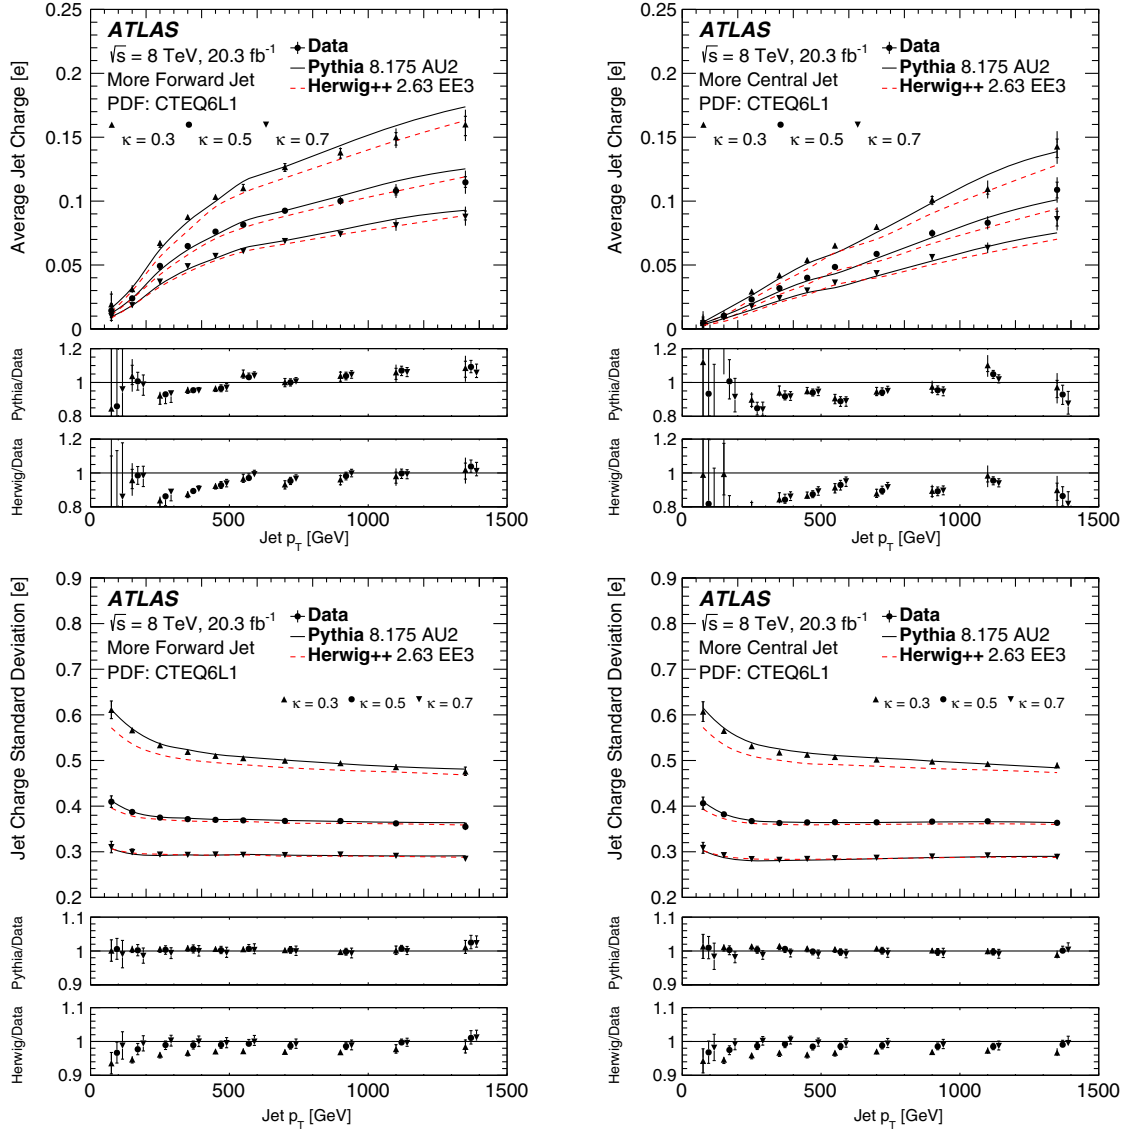 0.25
0.2
0.15
0.1
0.05
0
Average Jet Charge [e]
ATLAS
√s = 8 TeV, 20.3 fb⁻¹
More Forward Jet
PDF: CTEQ6L1
κ = 0.3 κ = 0.5 κ = 0.7
Data
Pythia 8.175 AU2
Herwig++ 2.63 EE3
1.2
1
0.8
Pythia/Data
1.2
1
0.8
Herwig/Data
0 500 1000 1500
Jet p_T [GeV]
0.25
0.2
0.15
0.1
0.05
0
Average Jet Charge [e]
ATLAS
√s = 8 TeV, 20.3 fb⁻¹
More Central Jet
PDF: CTEQ6L1
κ = 0.3 κ = 0.5 κ = 0.7
Data
Pythia 8.175 AU2
Herwig++ 2.63 EE3
1.2
1
0.8
Pythia/Data
1.2
1
0.8
Herwig/Data
0 500 1000 1500
Jet p_T [GeV]
0.9
0.8
0.7
0.6
0.5
0.4
0.3
0.2
Jet Charge Standard Deviation [e]
ATLAS
√s = 8 TeV, 20.3 fb⁻¹
More Forward Jet
PDF: CTEQ6L1
Data
Pythia 8.175 AU2
Herwig++ 2.63 EE3
κ = 0.3 κ = 0.5 κ = 0.7
1.1
1
0.9
Pythia/Data
1.1
1
0.9
Herwig/Data
0 500 1000 1500
Jet p_T [GeV]
0.9
0.8
0.7
0.6
0.5
0.4
0.3
0.2
Jet Charge Standard Deviation [e]
ATLAS
√s = 8 TeV, 20.3 fb⁻¹
More Central Jet
PDF: CTEQ6L1
Data
Pythia 8.175 AU2
Herwig++ 2.63 EE3
κ = 0.3 κ = 0.5 κ = 0.7
1.1
1
0.9
Pythia/Data
1.1
1
0.9
Herwig/Data
0 500 1000 1500
Jet p_T [GeV]